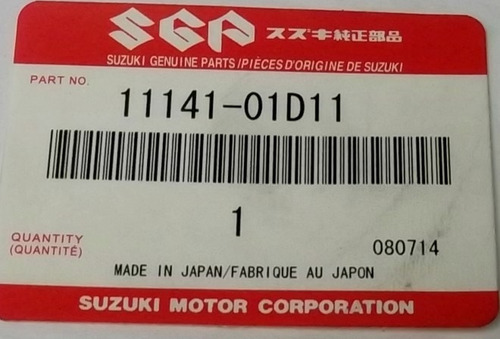 SGP スズキ純正部品
SUZUKI GENUINE PARTS/PIÈCES D'ORIGINE DE SUZUKI
PART NO. 11141-01D11
1
QUANTITY
(QUANTITÉ)
080714
MADE IN JAPAN/FABRIQUE AU JAPON
SUZUKI MOTOR CORPORATION